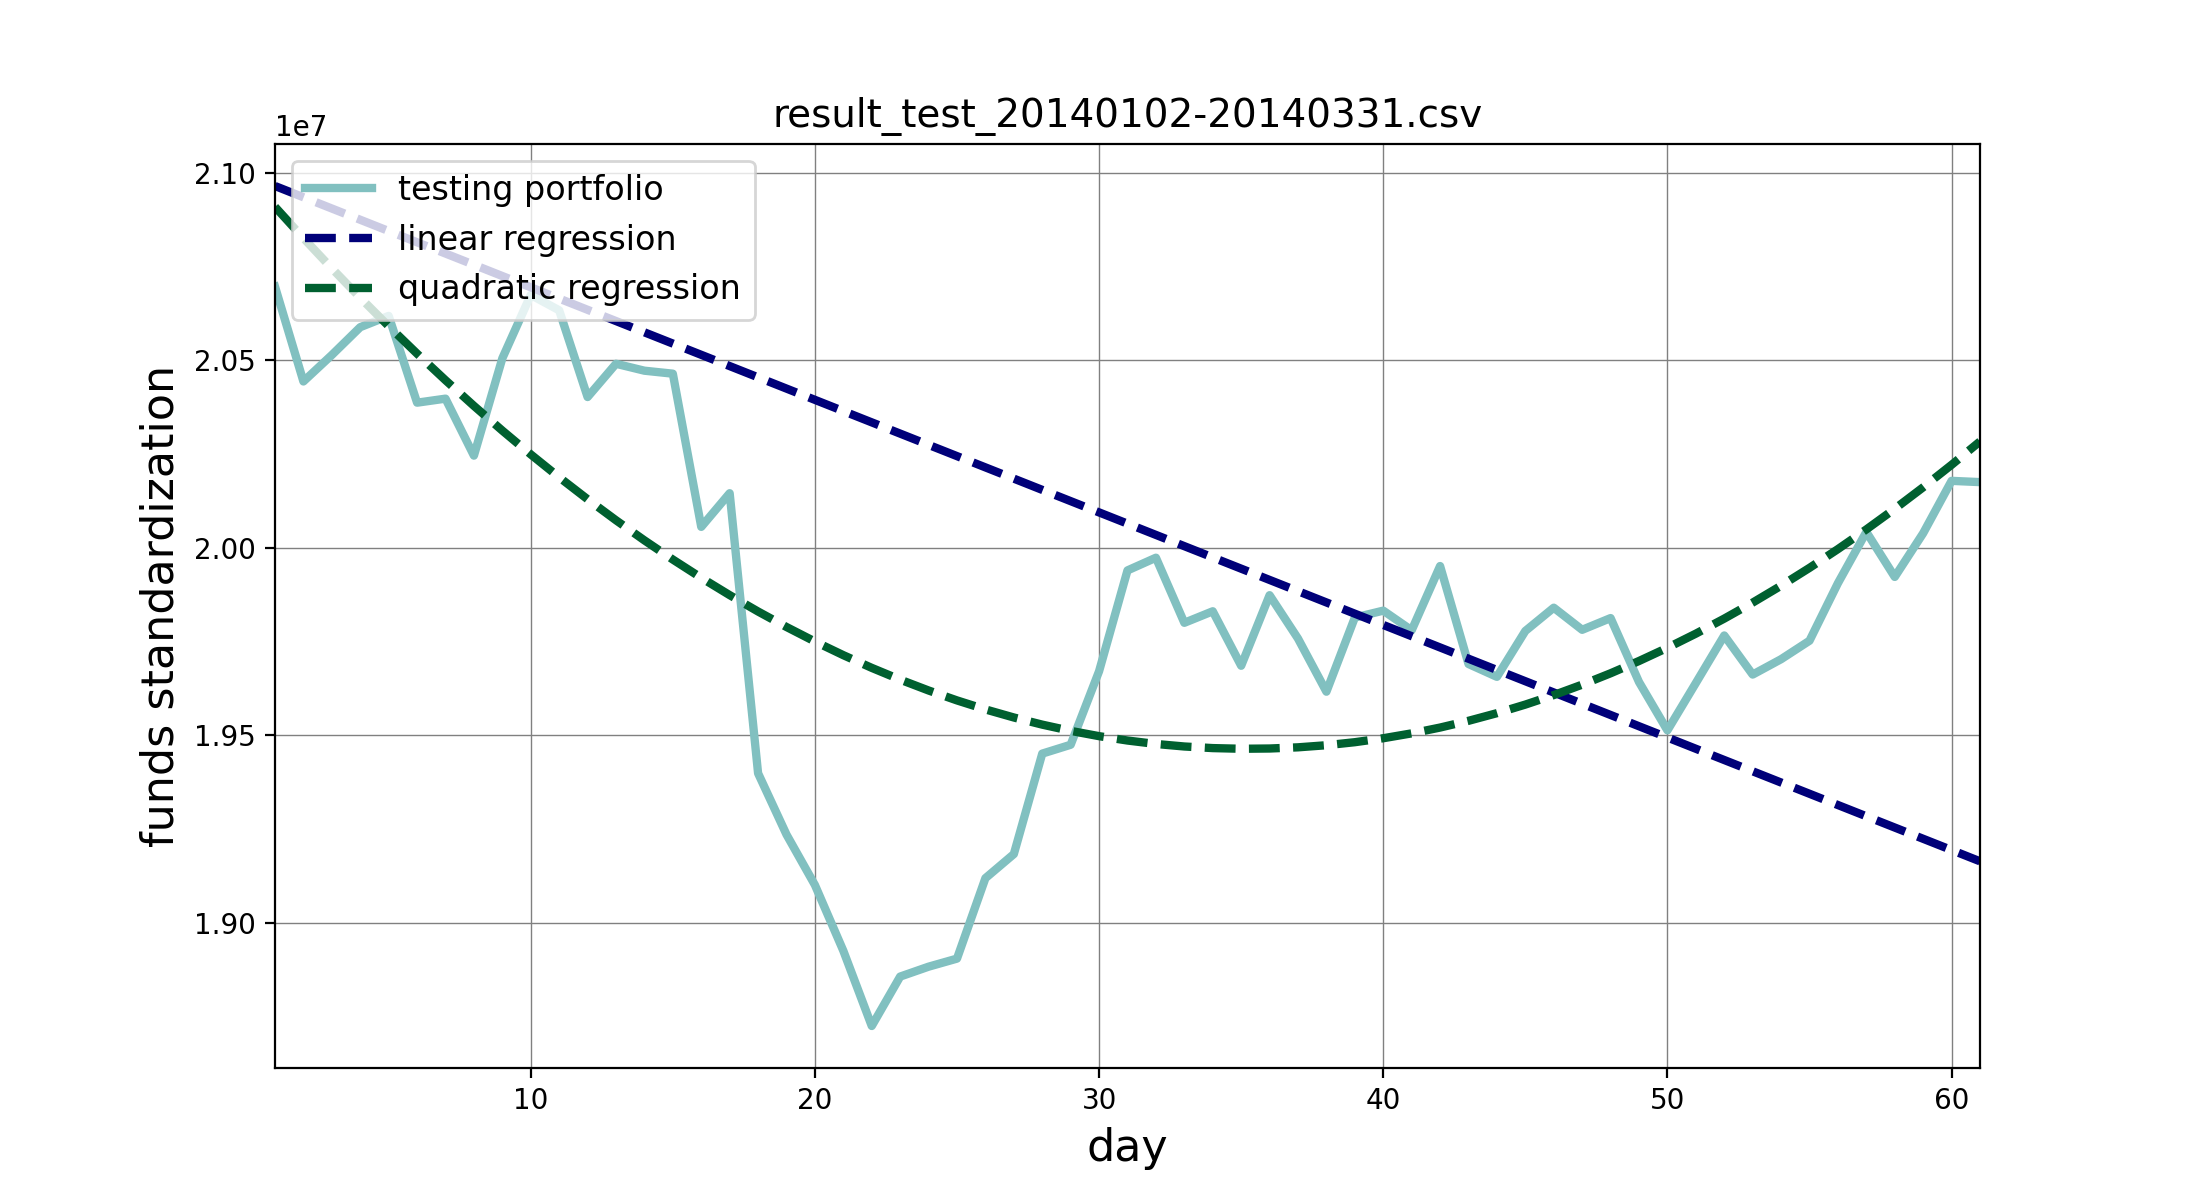 result_test_20140102-20140331.csv
1e7
2.10
2.05
2.00
1.95
1.90
testing portfolio
linear regression
quadratic regression
funds standardization
10 20 30 40 50 60
day